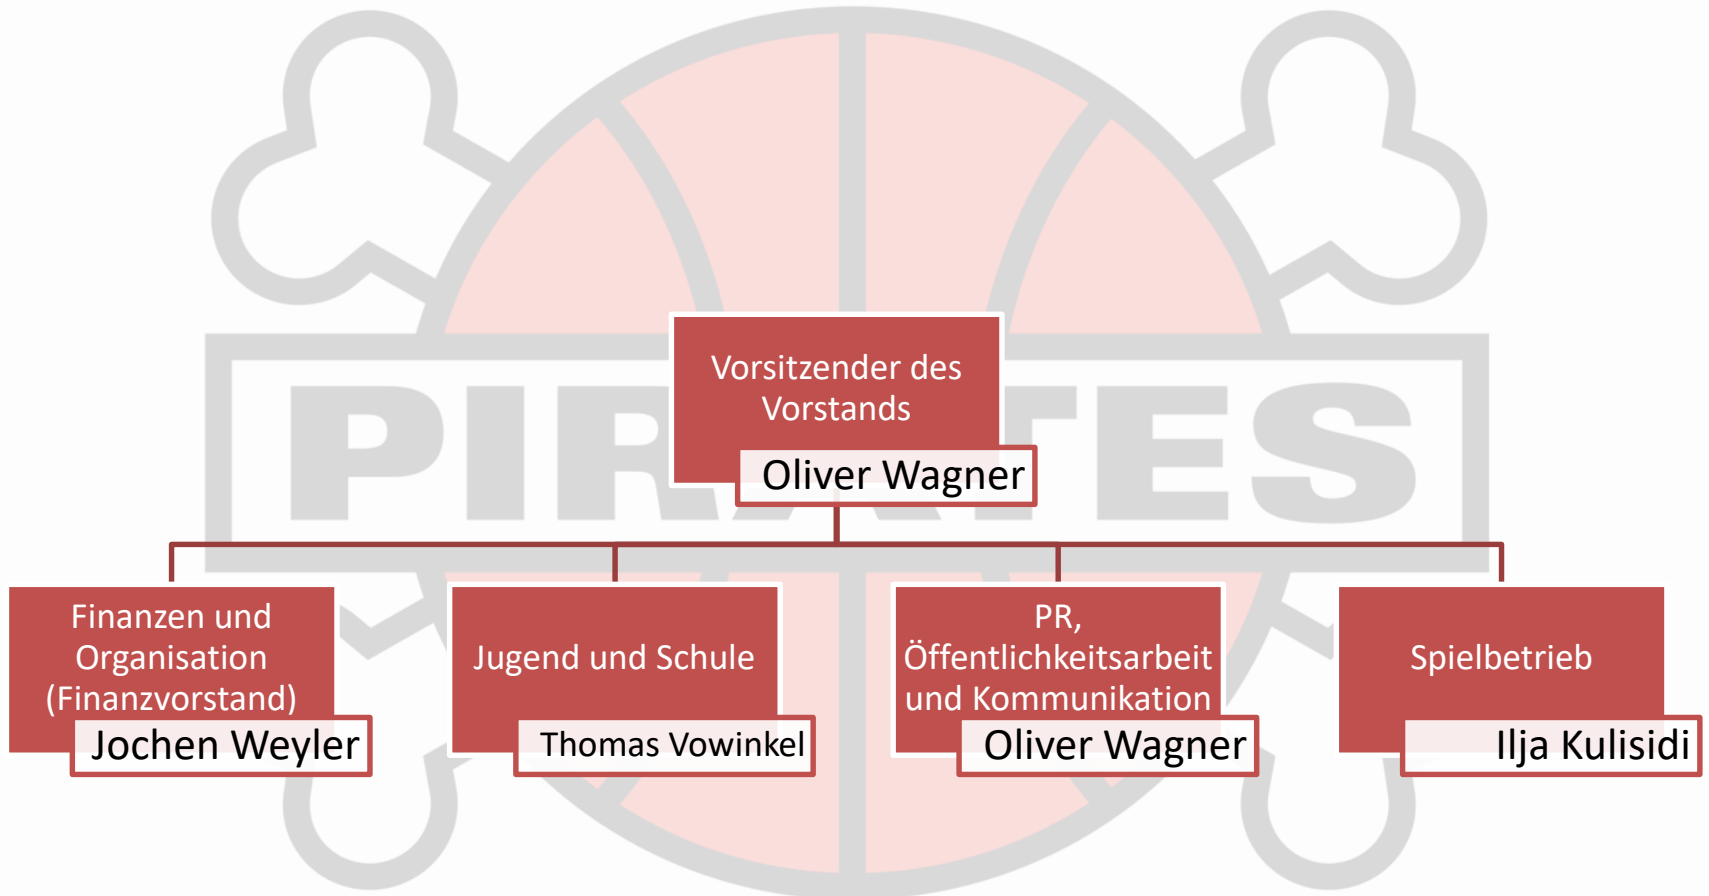 PIRATES
Vorsitzender des
Vorstands
Oliver Wagner
Finanzen und
Organisation
(Finanzvorstand)
Jochen Weyler
Jugend und Schule
Thomas Vowinkel
PR,
Öffentlichkeitsarbeit
und Kommunikation
Oliver Wagner
Spielbetrieb
Ilja Kulisidi